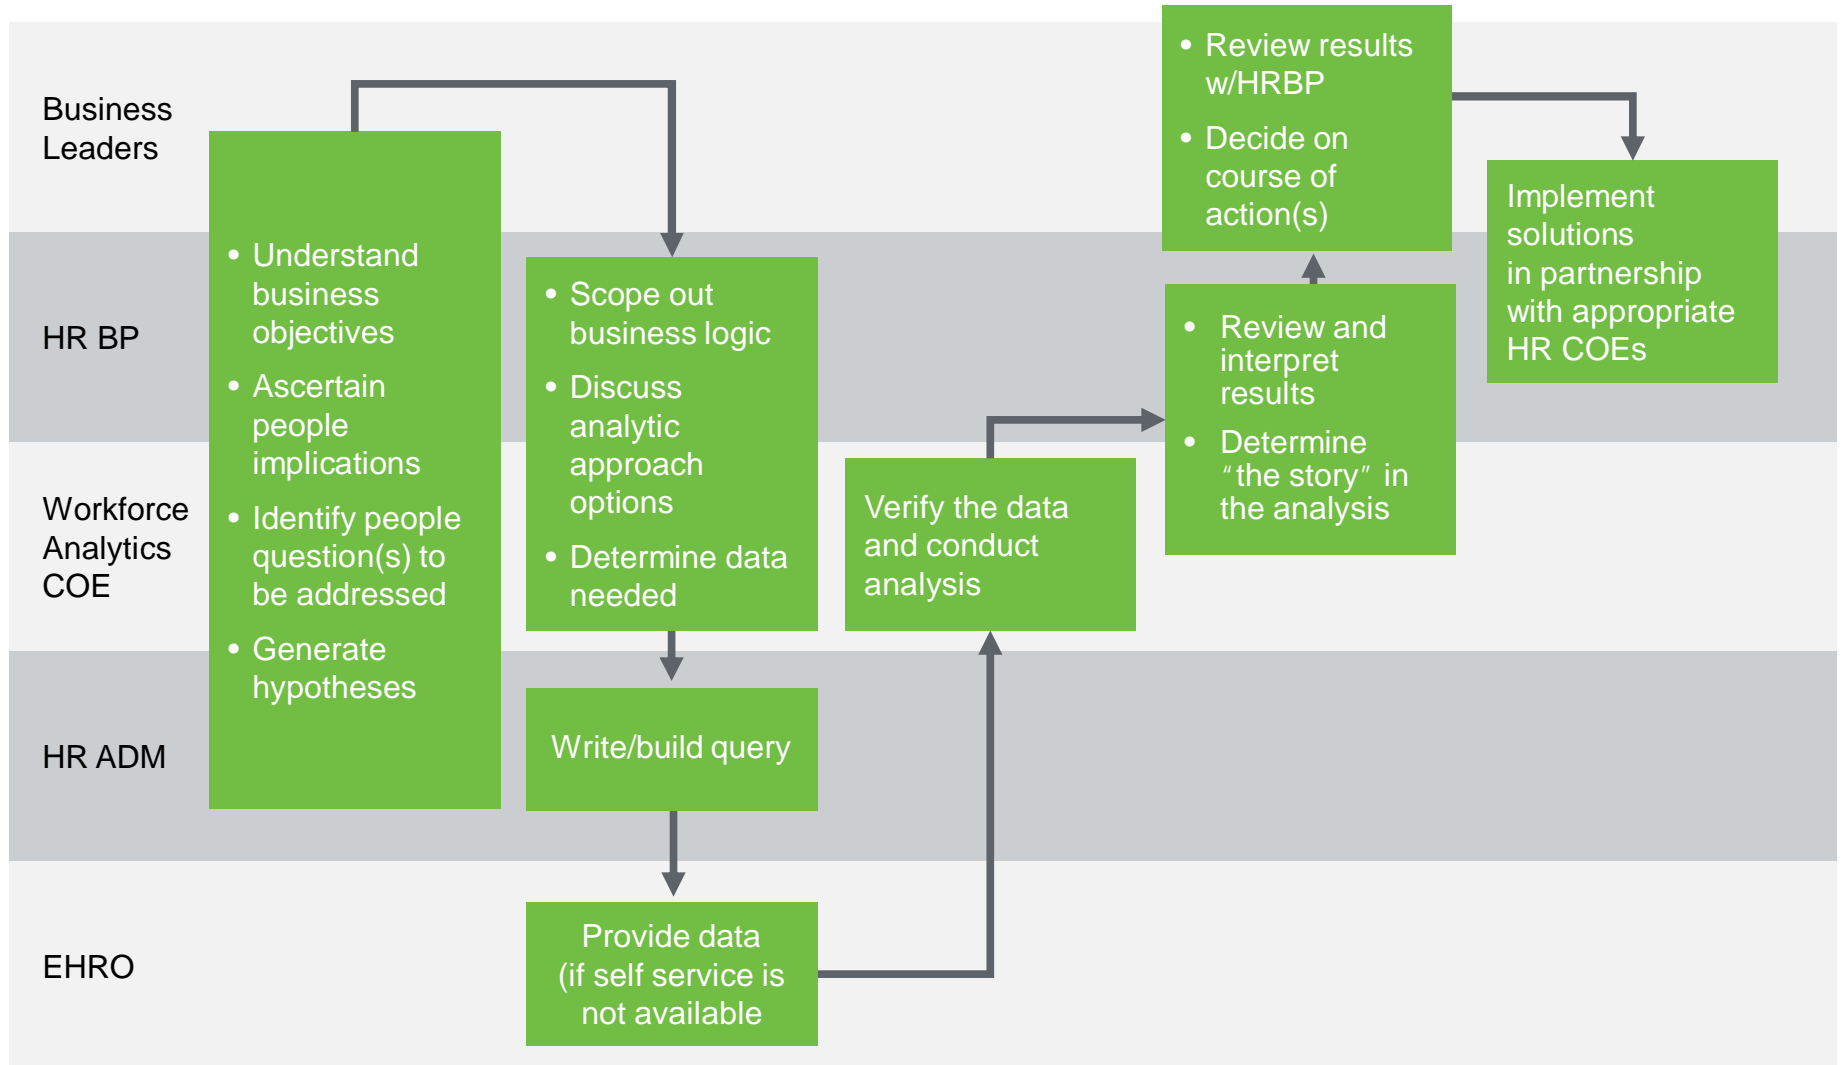 Business
Leaders
HR BP
Workforce
Analytics
COE
HR ADM
EHRO
• Understand
business
objectives
• Ascertain
people
implications
• Identify people
question(s) to
be addressed
• Generate
hypotheses
• Scope out
business logic
• Discuss
analytic
approach
options
• Determine data
needed
Write/build query
Provide data
(if self service is
not available
Verify the data
and conduct
analysis
• Review and
interpret
results
• Determine
“the story” in
the analysis
• Review results
w/HRBP
• Decide on
course of
action(s)
Implement
solutions
in partnership
with appropriate
HR COEs